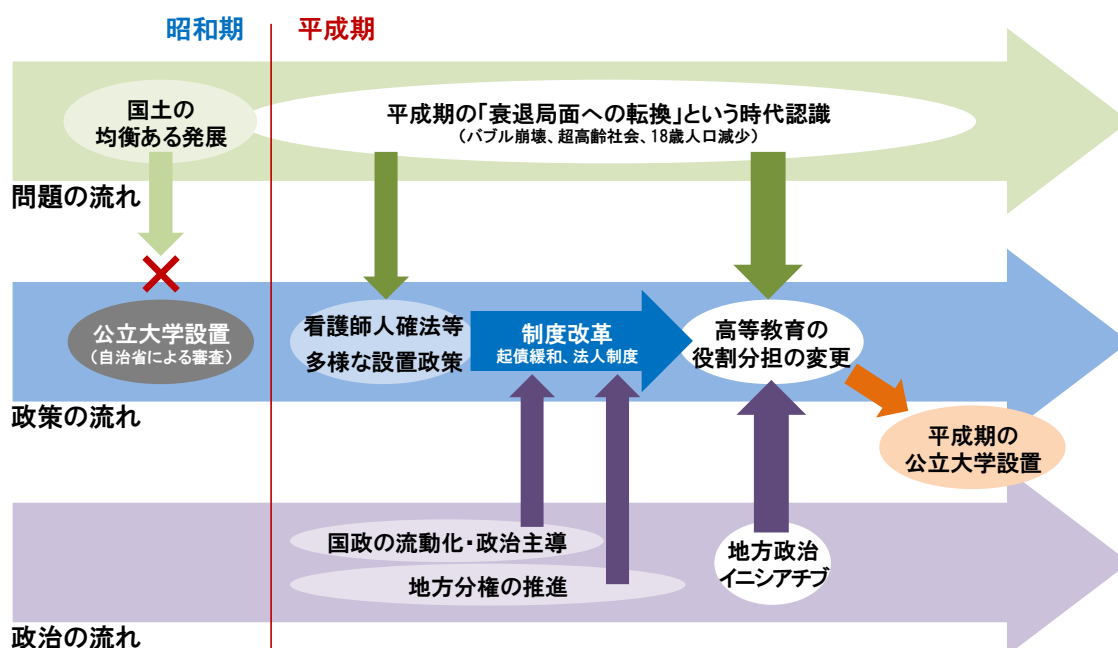 昭和期
平成期
国土の
均衡ある発展
平成期の「衰退局面への転換」という時代認識
（バブル崩壊、超高齢社会、18歳人口減少）
問題の流れ
公立大学設置
（自治省による審査）
看護師人確法等
多様な設置政策
制度改革
起債緩和、法人制度
高等教育の
役割分担の変更
政策の流れ
平成期の
公立大学設置
国政の流動化・政治主導
地方分権の推進
地方政治
イニシアチブ
政治の流れ